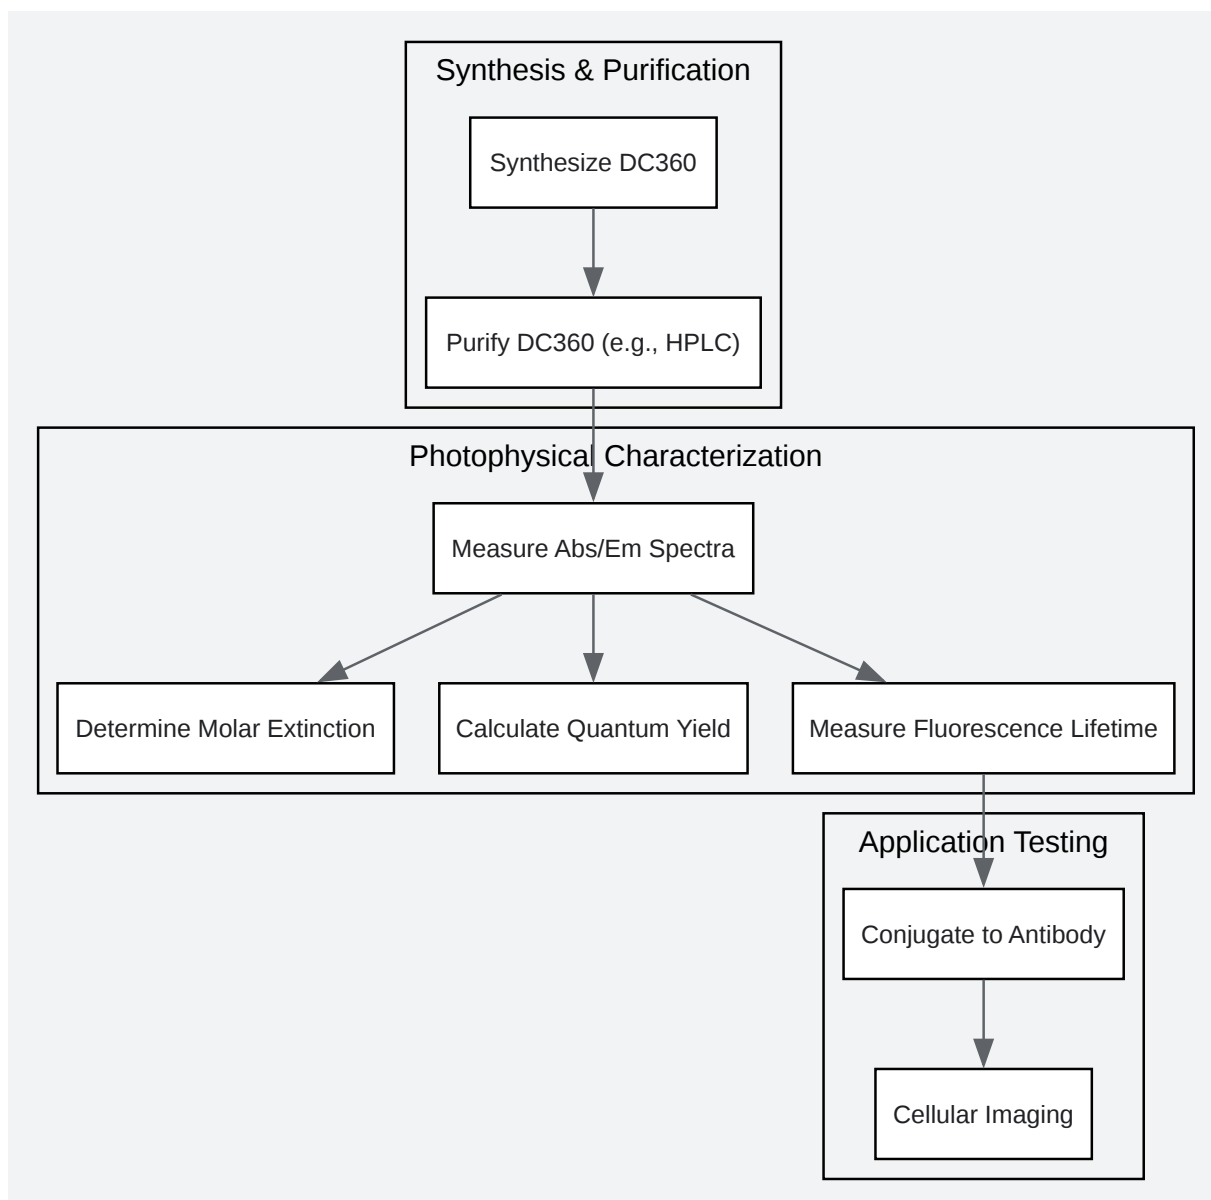 Synthesis & Purification
Synthesize DC360
Purify DC360 (e.g., HPLC)
Photophysical Characterization
Measure Abs/Em Spectra
Determine Molar Extinction
Calculate Quantum Yield
Measure Fluorescence Lifetime
Application Testing
Conjugate to Antibody
Cellular Imaging